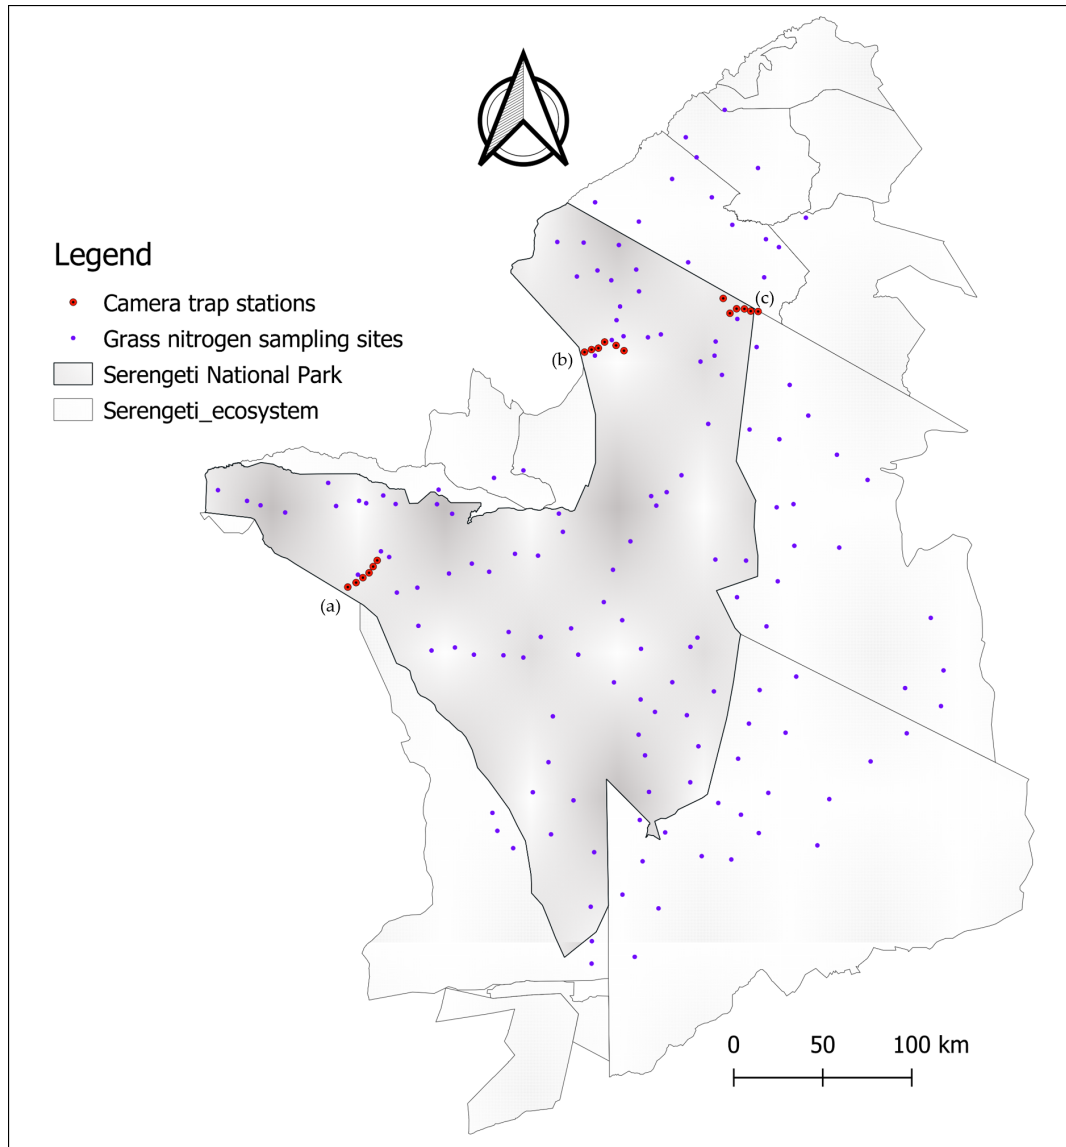 Legend
Camera trap stations
Grass nitrogen sampling sites
Serengeti National Park
Serengeti_ecosystem
(c)
(b)
(a)
0 50 100 km